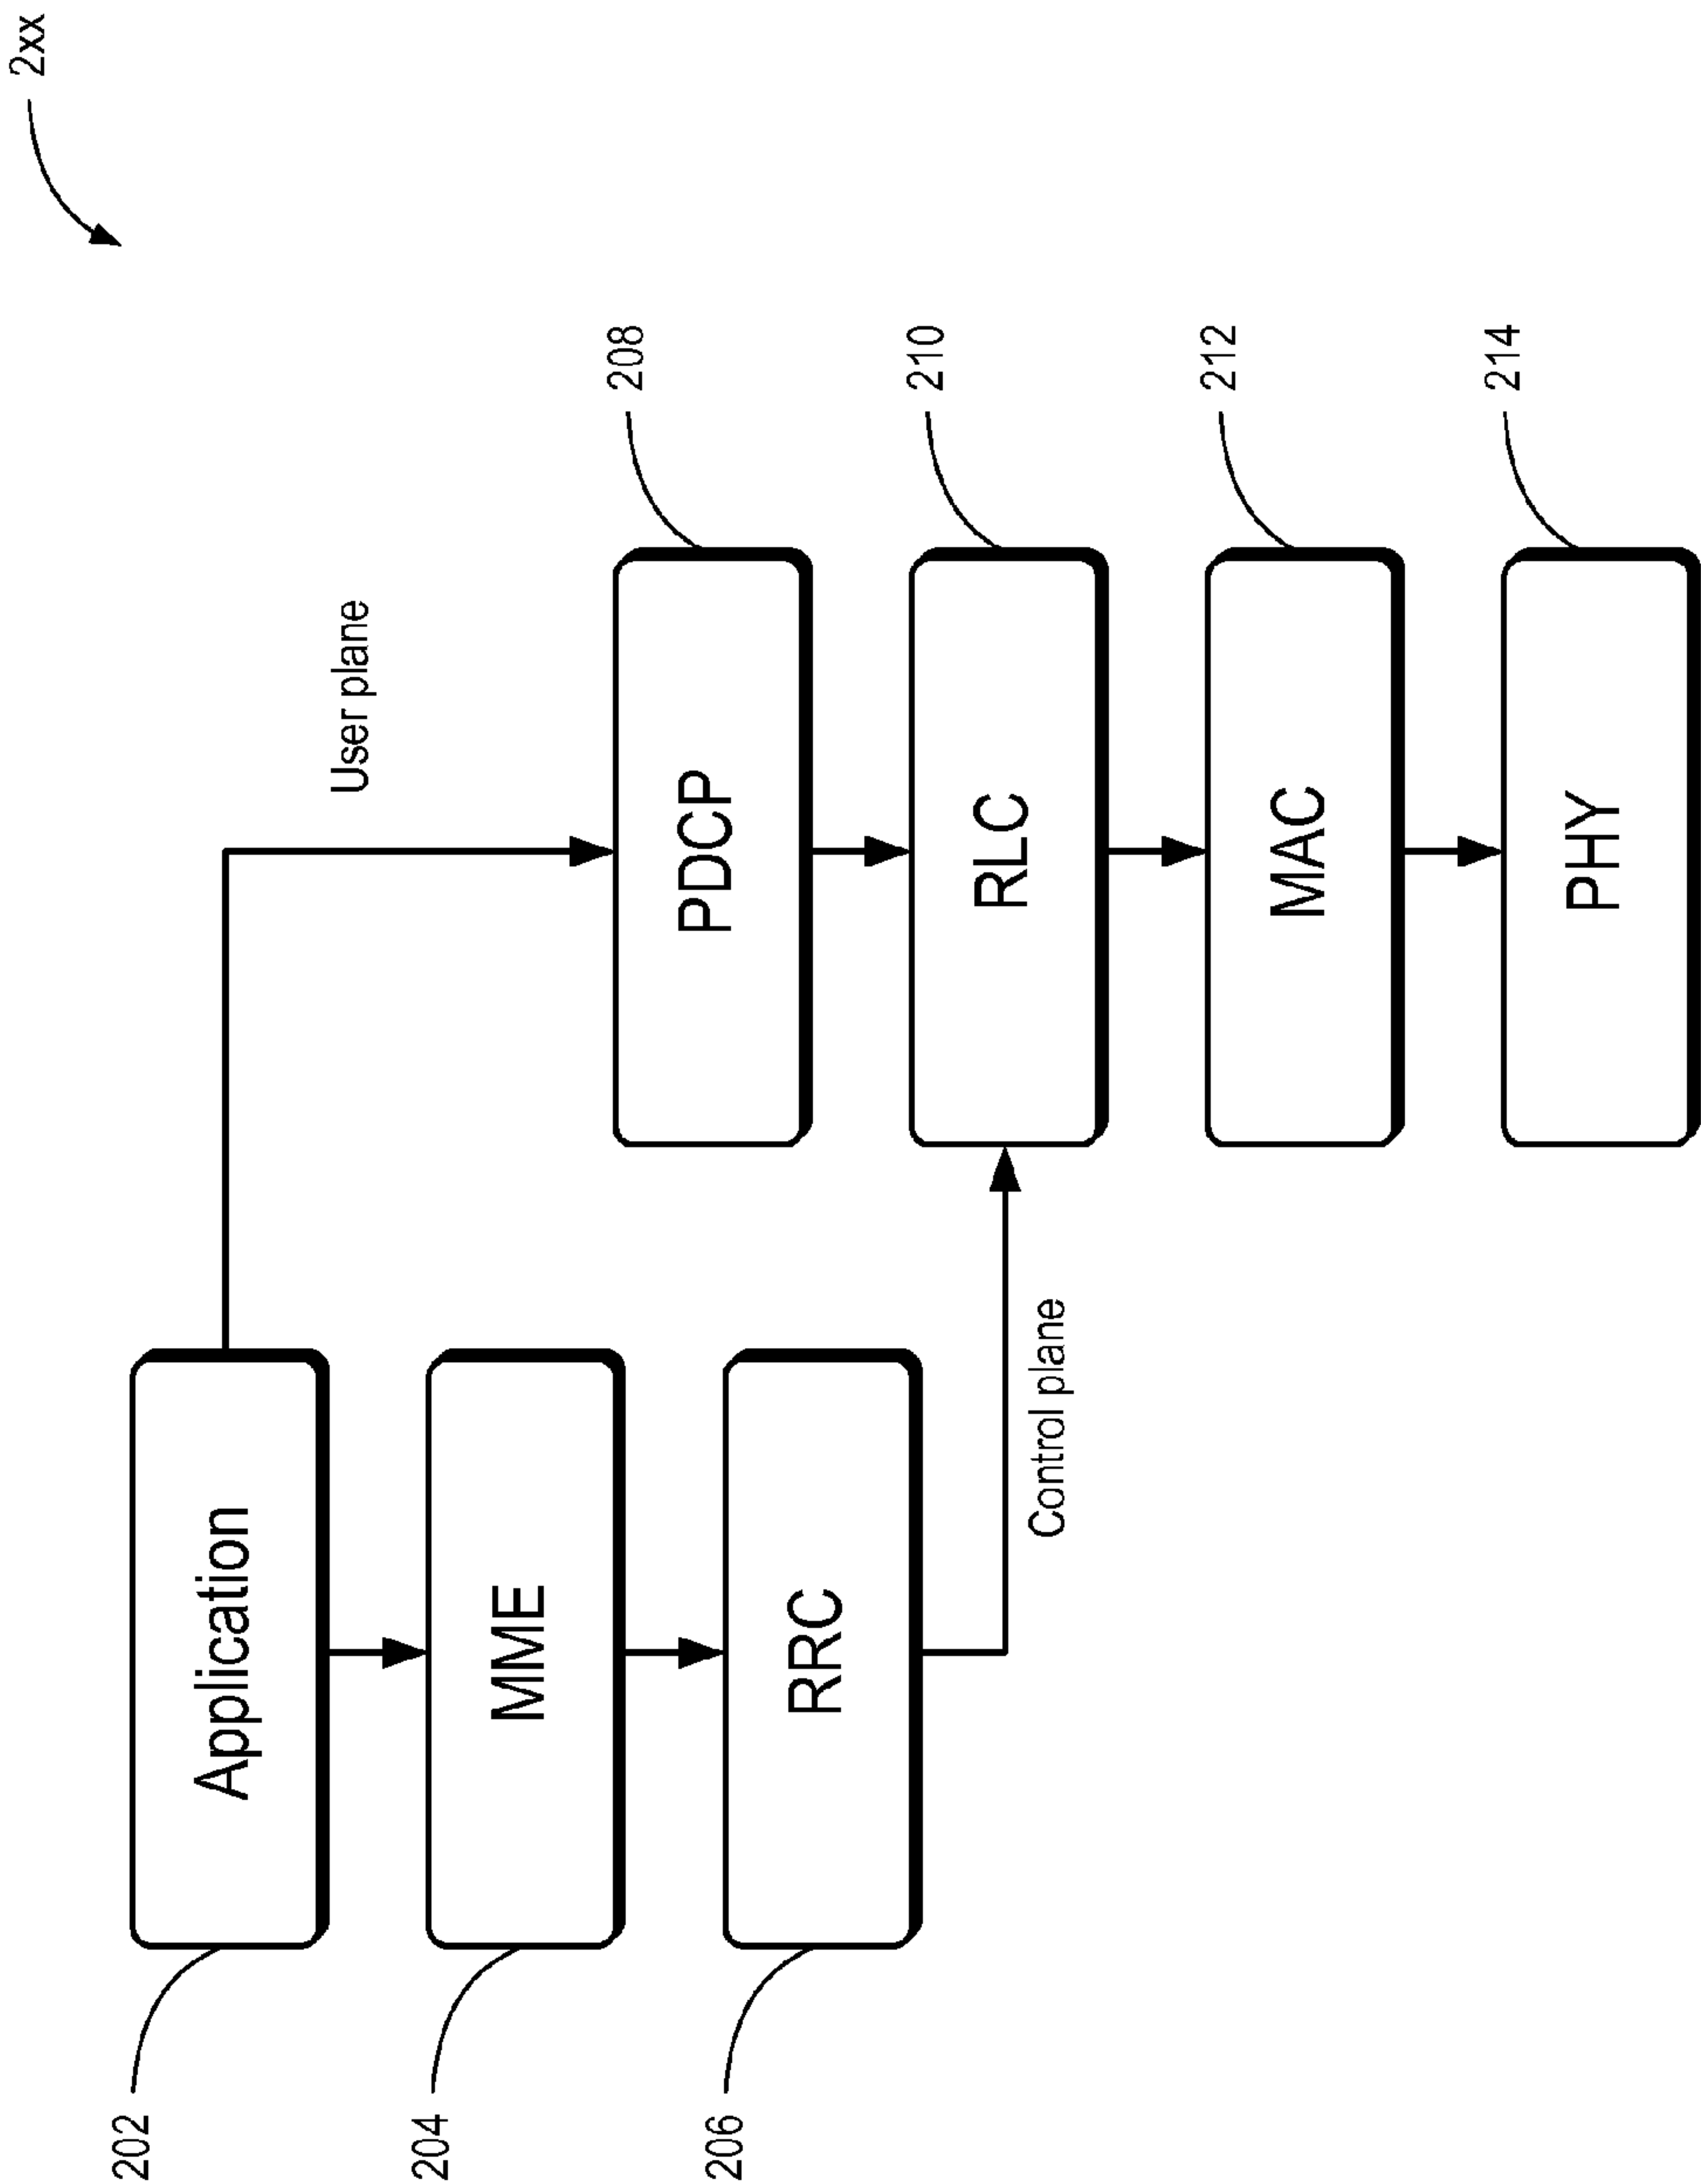 2xx
202
Application
204
MME
206
RRC
User plane
Control plane
208
PDCP
210
RLC
212
MAC
214
PHY